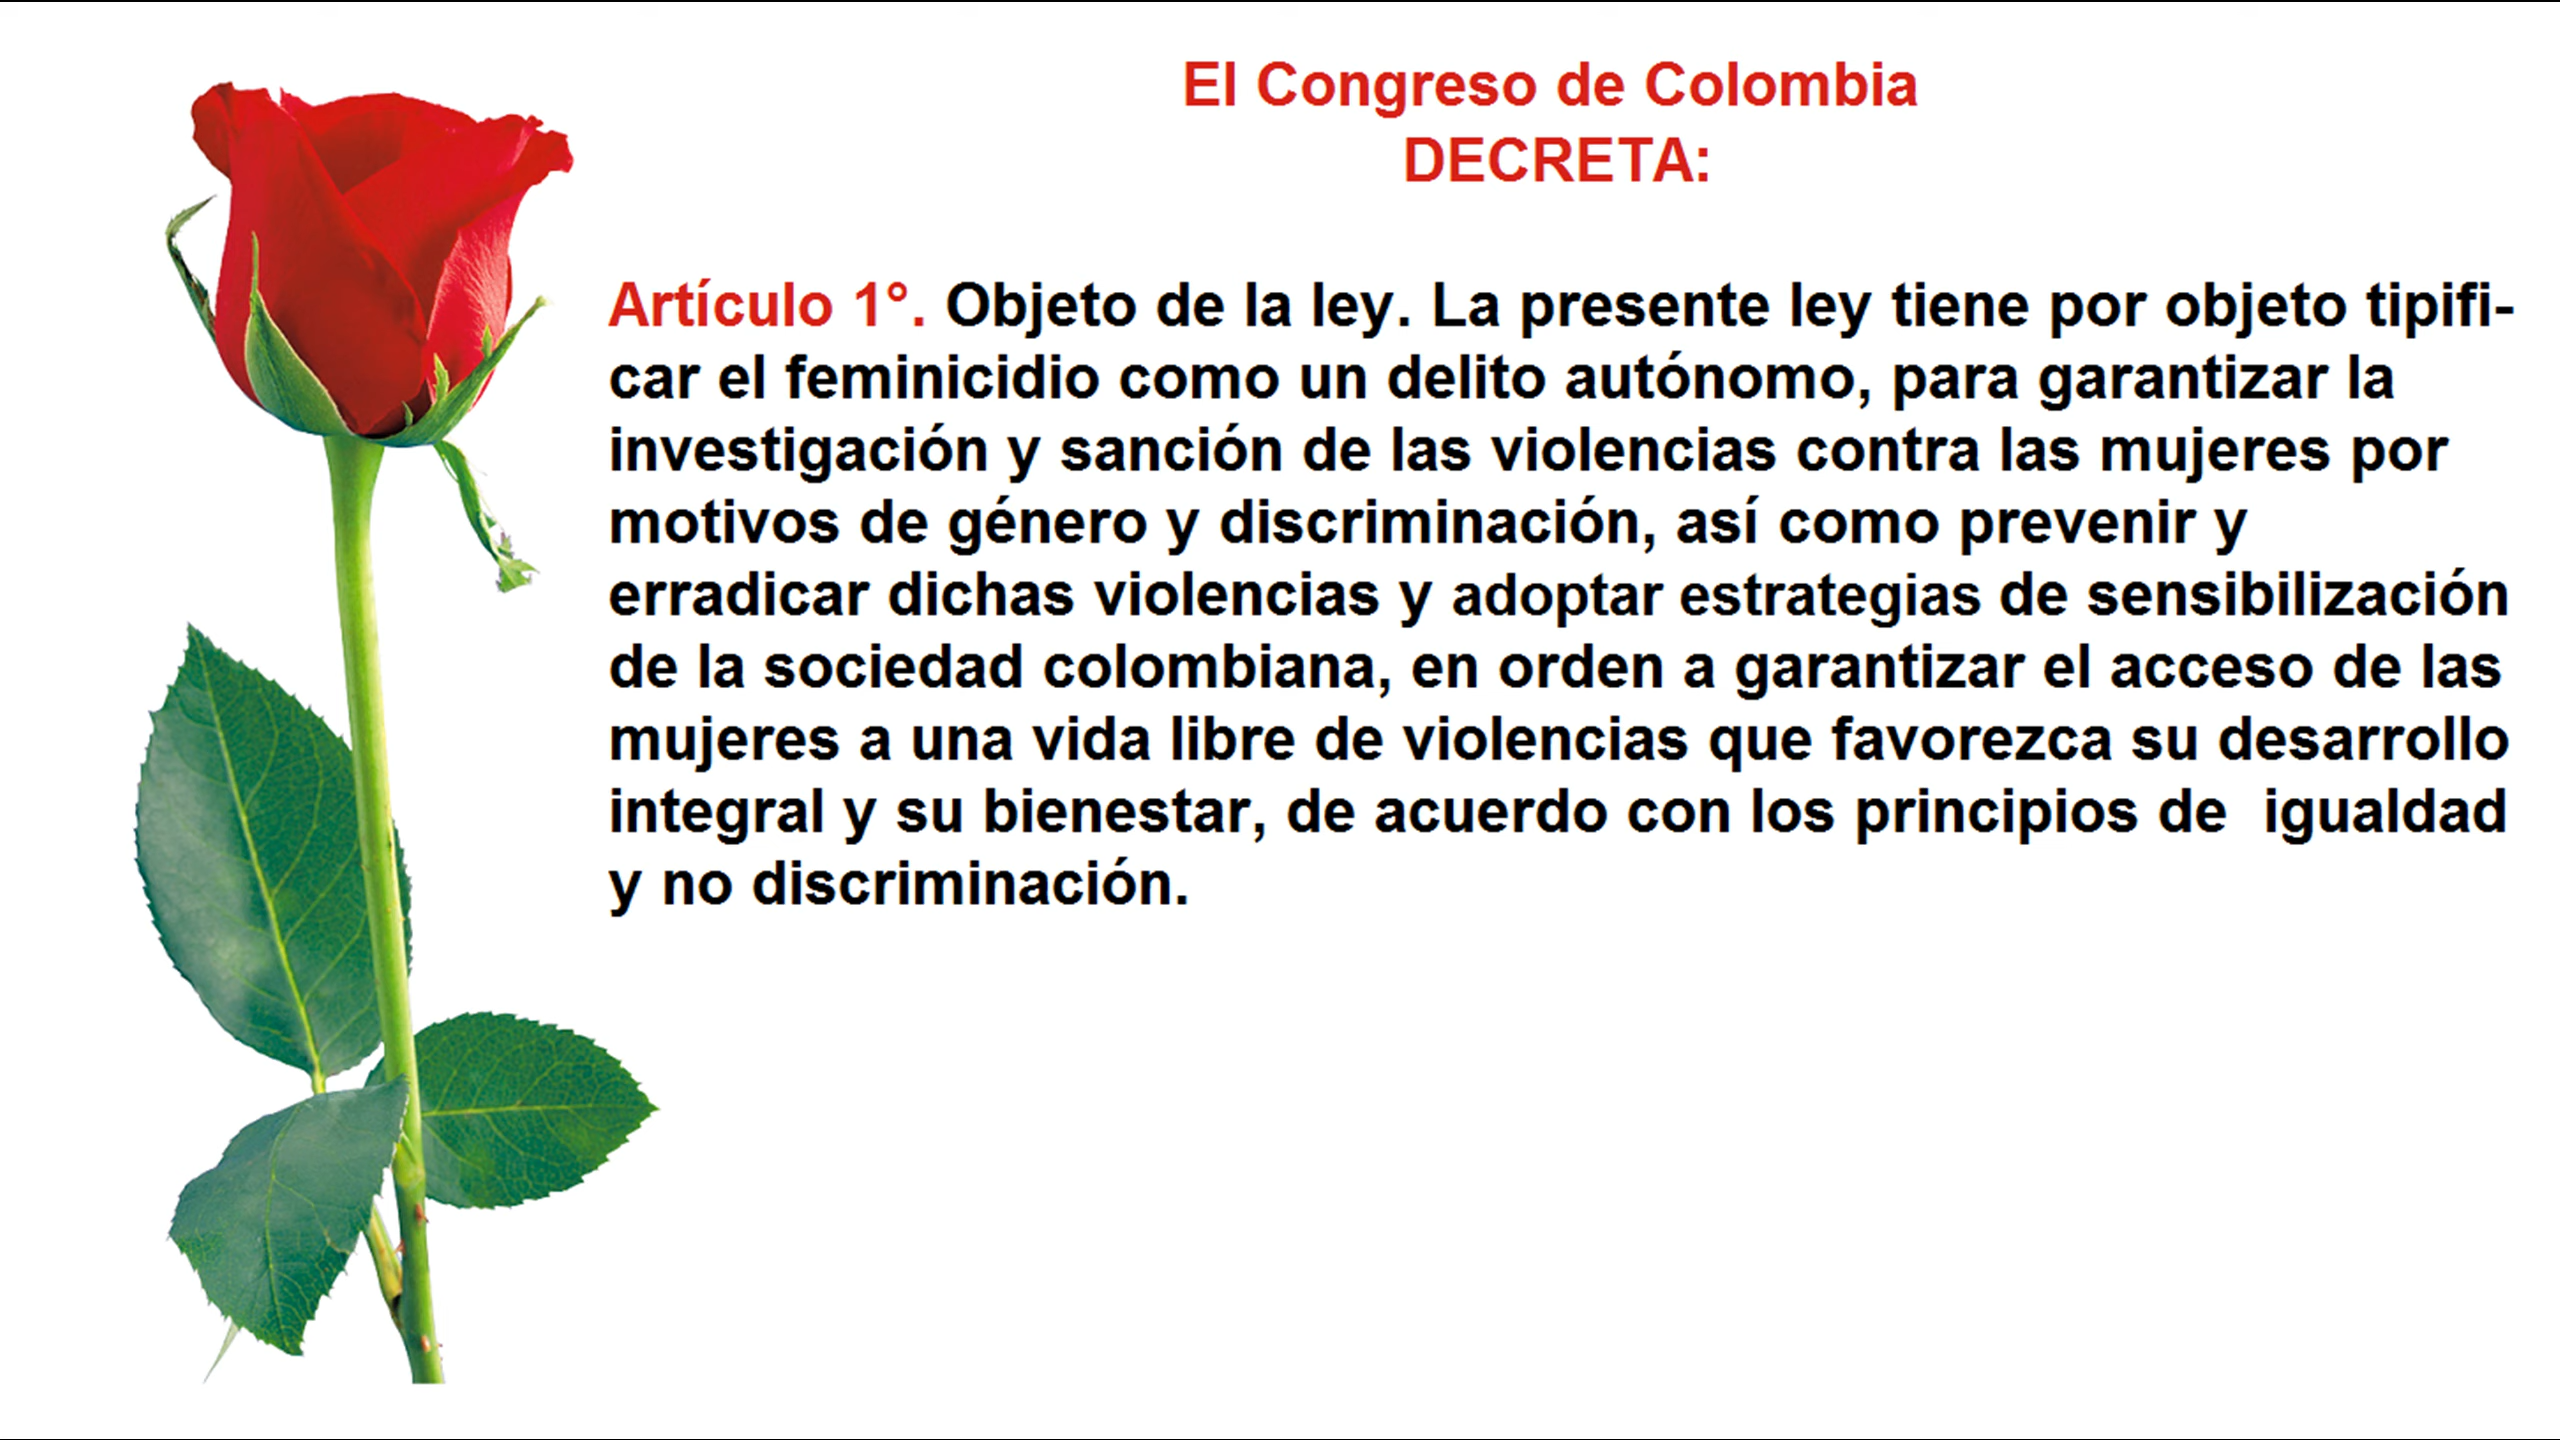 El Congreso de Colombia
DECRETA:
Artículo 1°. Objeto de la ley. La presente ley tiene por objeto tipifi-
car el feminicidio como un delito autónomo, para garantizar la
investigación y sanción de las violencias contra las mujeres por
motivos de género y discriminación, así como prevenir y
erradicar dichas violencias y adoptar estrategias de sensibilización
de la sociedad colombiana, en orden a garantizar el acceso de las
mujeres a una vida libre de violencias que favorezca su desarrollo
integral y su bienestar, de acuerdo con los principios de  igualdad
y no discriminación.